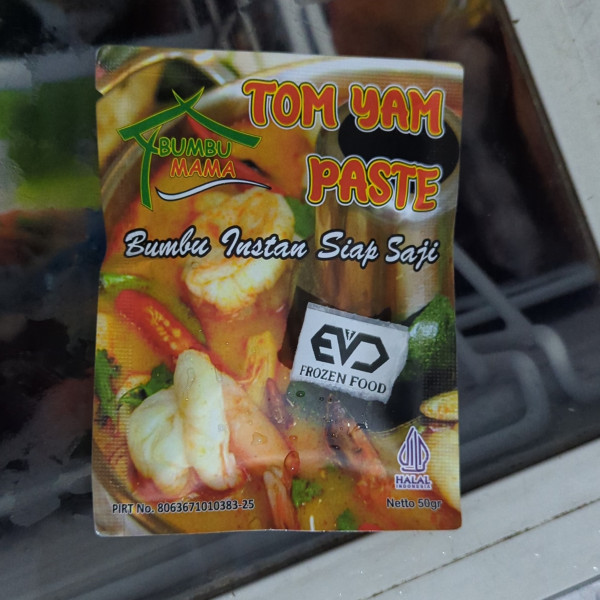 TOM YAM
PASTE
BUMBU
MAMA
Bumbu Instan Siap Saji
EVD
FROZEN FOOD
HALAL
INDONESIA
PIRT No. 8063671010383-25
Netto 50gr